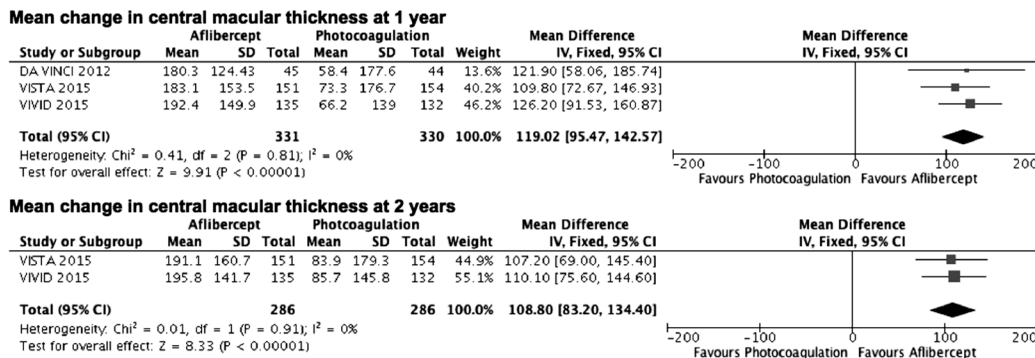 Mean change in central macular thickness at 1 year
Aflibercept Photocoagulation Mean Difference Mean Difference
Study or Subgroup Mean SD Total Mean SD Total Weight IV, Fixed, 95% CI IV, Fixed, 95% CI
DA VINCI 2012 180.3 124.43 45 58.4 177.6 44 13.6% 121.90 [58.06, 185.74]
VISTA 2015 183.1 153.5 151 73.3 176.7 154 40.2% 109.80 [72.67, 146.93]
VIVID 2015 192.4 149.9 135 66.2 139 132 46.2% 126.20 [91.53, 160.87]
Total (95% CI) 331 330 100.0% 119.02 [95.47, 142.57]
Heterogeneity: Chi² = 0.41, df = 2 (P = 0.81); I² = 0%
Test for overall effect: Z = 9.91 (P < 0.00001)
-200 -100 0 100 200
Favours Photocoagulation Favours Aflibercept
Mean change in central macular thickness at 2 years
Aflibercept Photocoagulation Mean Difference Mean Difference
Study or Subgroup Mean SD Total Mean SD Total Weight IV, Fixed, 95% CI IV, Fixed, 95% CI
VISTA 2015 191.1 160.7 151 83.9 179.3 154 44.9% 107.20 [69.00, 145.40]
VIVID 2015 195.8 141.7 135 85.7 145.8 132 55.1% 110.10 [75.60, 144.60]
Total (95% CI) 286 286 100.0% 108.80 [83.20, 134.40]
Heterogeneity: Chi² = 0.01, df = 1 (P = 0.91); I² = 0%
Test for overall effect: Z = 8.33 (P < 0.00001)
-200 -100 0 100 200
Favours Photocoagulation Favours Aflibercept